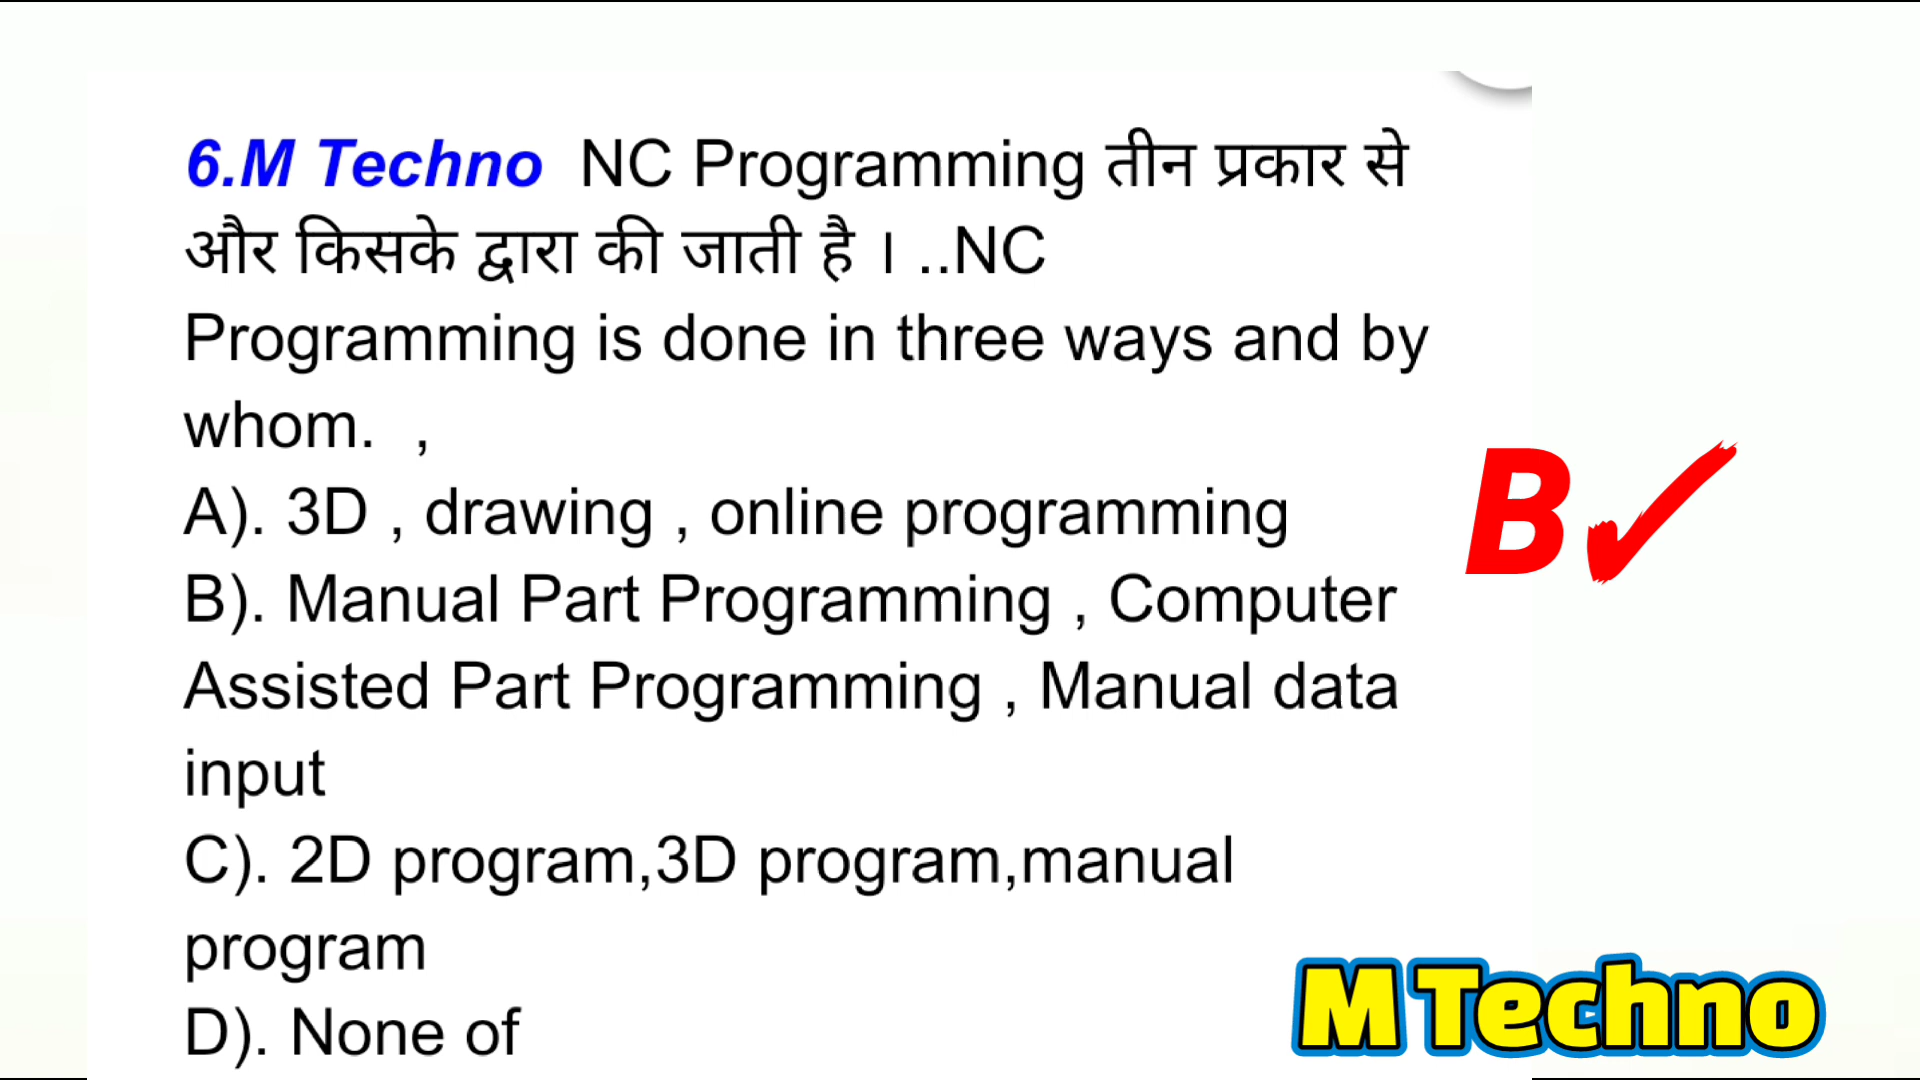 6.M Techno NC Programming तीन प्रकार से
और किसके द्वारा की जाती है । ..NC
Programming is done in three ways and by
whom.  ,
A). 3D , drawing , online programming
B). Manual Part Programming , Computer
Assisted Part Programming , Manual data
input
C). 2D program,3D program,manual
program
D). None of
B✓
M Techno